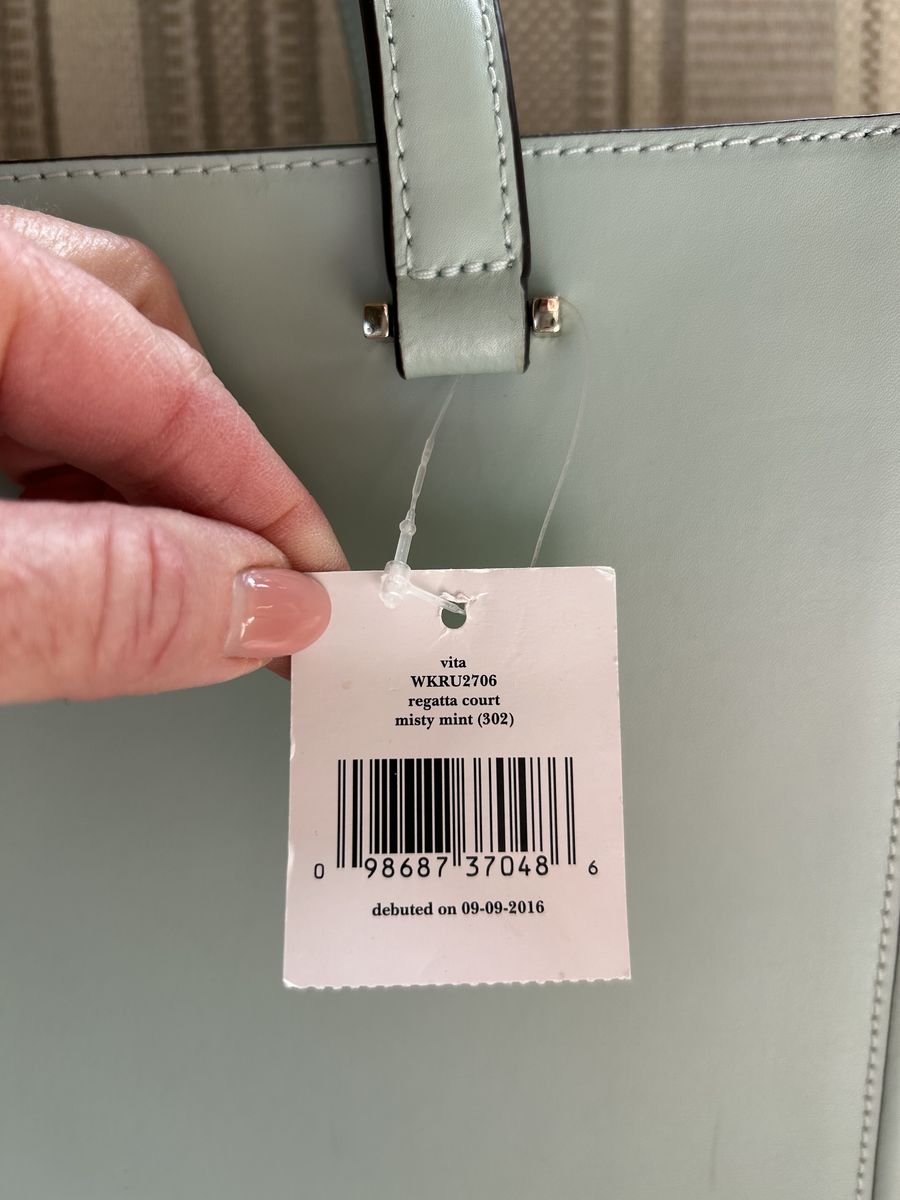 vita
WKRU2706
regatta court
misty mint (302)
0 98687 37048 6
debuted on 09-09-2016